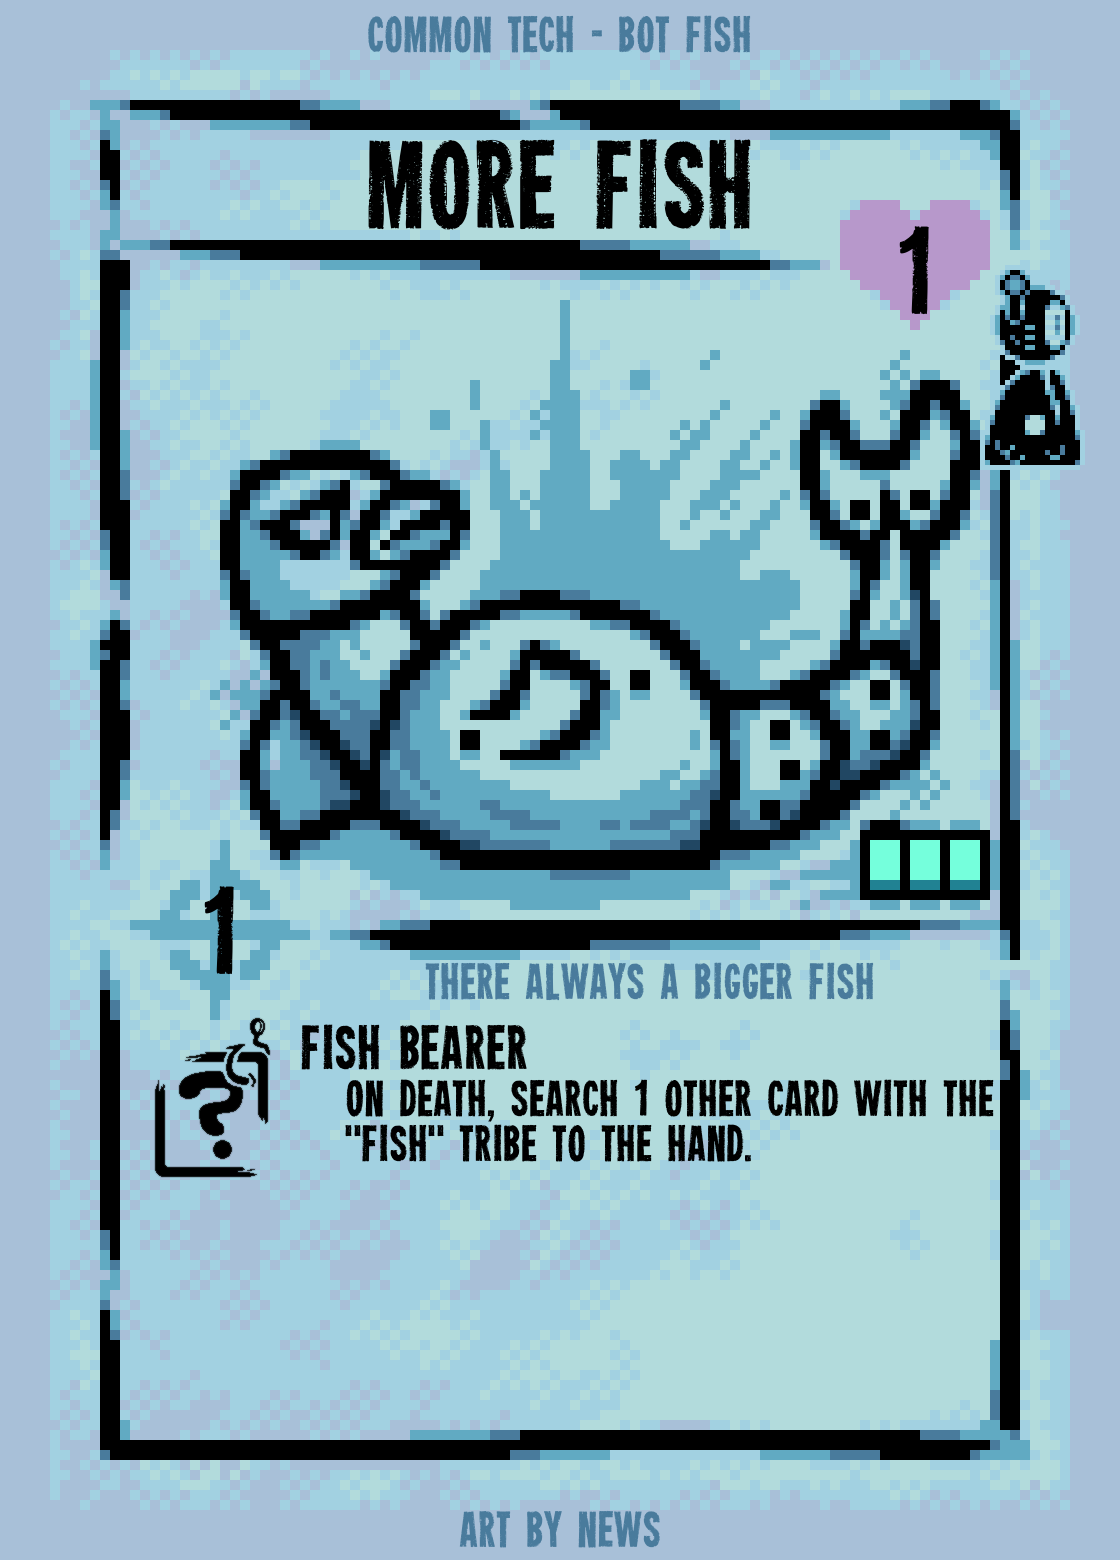 COMMON TECH - BOT FISH
MORE FISH
1
1
THERE ALWAYS A BIGGER FISH
?
FISH BEARER
ON DEATH, SEARCH 1 OTHER CARD WITH THE
"FISH" TRIBE TO THE HAND.
ART BY NEWS